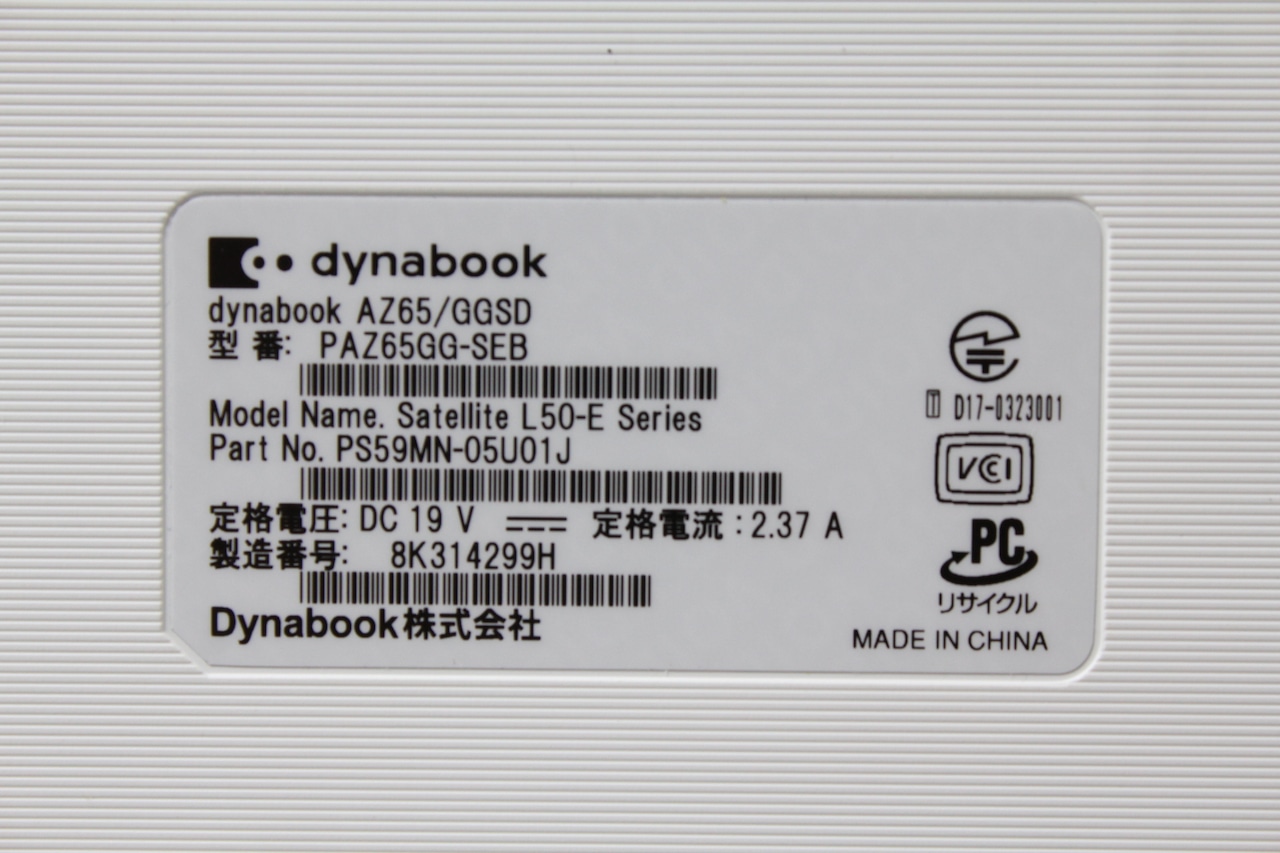 dynabook
dynabook AZ65/GGSD
型 番: PAZ65GG-SEB
Model Name. Satellite L50-E Series
Part No. PS59MN-05U01J
定格電圧: DC 19 V 定格電流 : 2.37 A
製造番号: 8K314299H
Dynabook株式会社
T D17-0323001
VCCI
PC
リサイクル
MADE IN CHINA